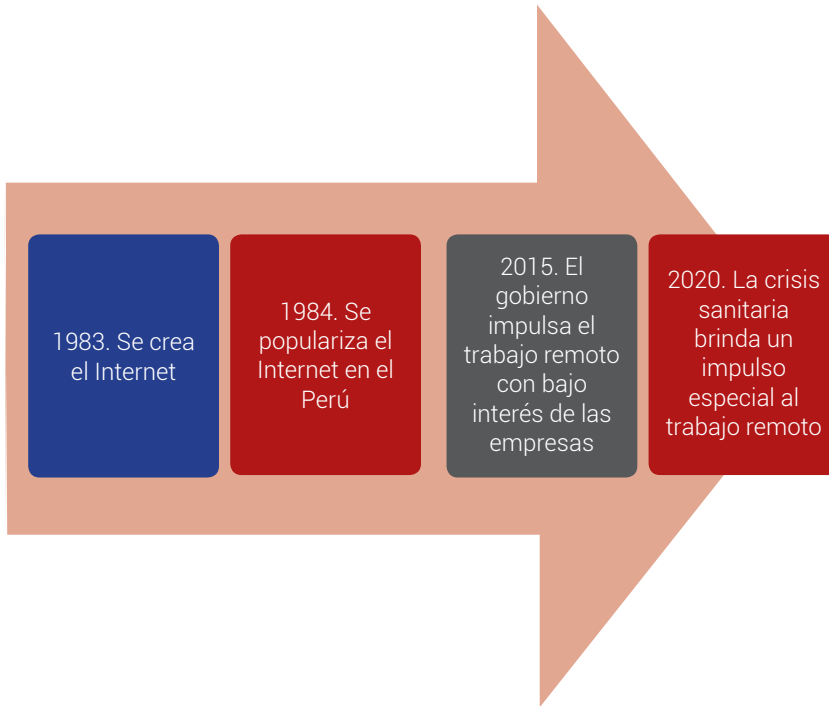 1983. Se crea
el Internet
1984. Se
populariza el
Internet en el
Perú
2015. El
gobierno
impulsa el
trabajo remoto
con bajo
interés de las
empresas
2020. La crisis
sanitaria
brinda un
impulso
especial al
trabajo remoto